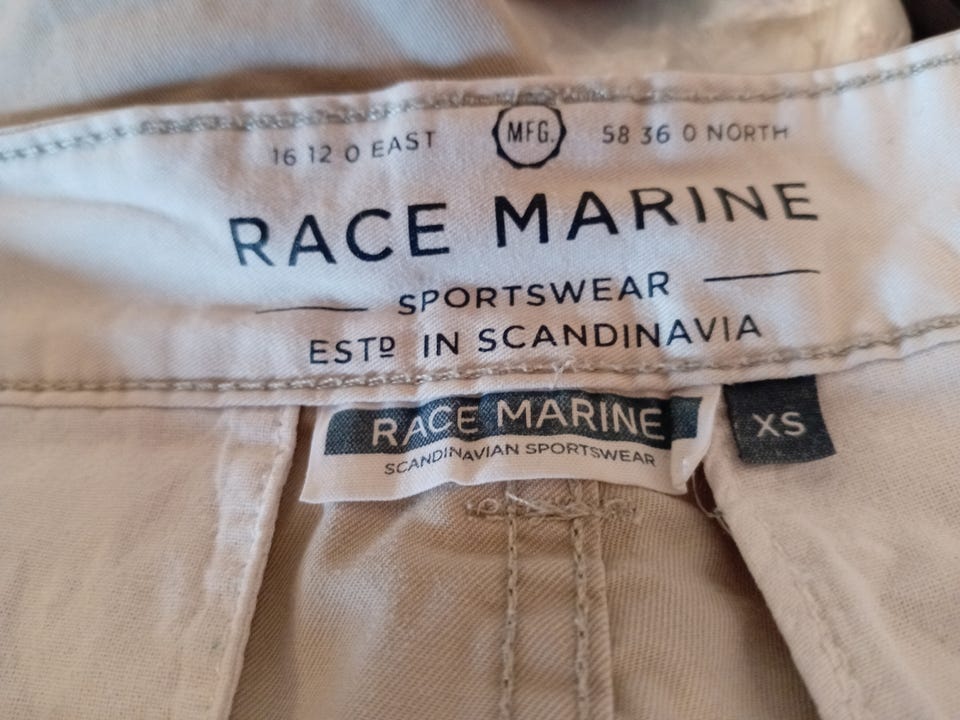 16 12 0 EAST MFG. 58 36 0 NORTH
RACE MARINE
SPORTSWEAR
ESTD IN SCANDINAVIA
RACE MARINE
SCANDINAVIAN SPORTSWEAR
XS